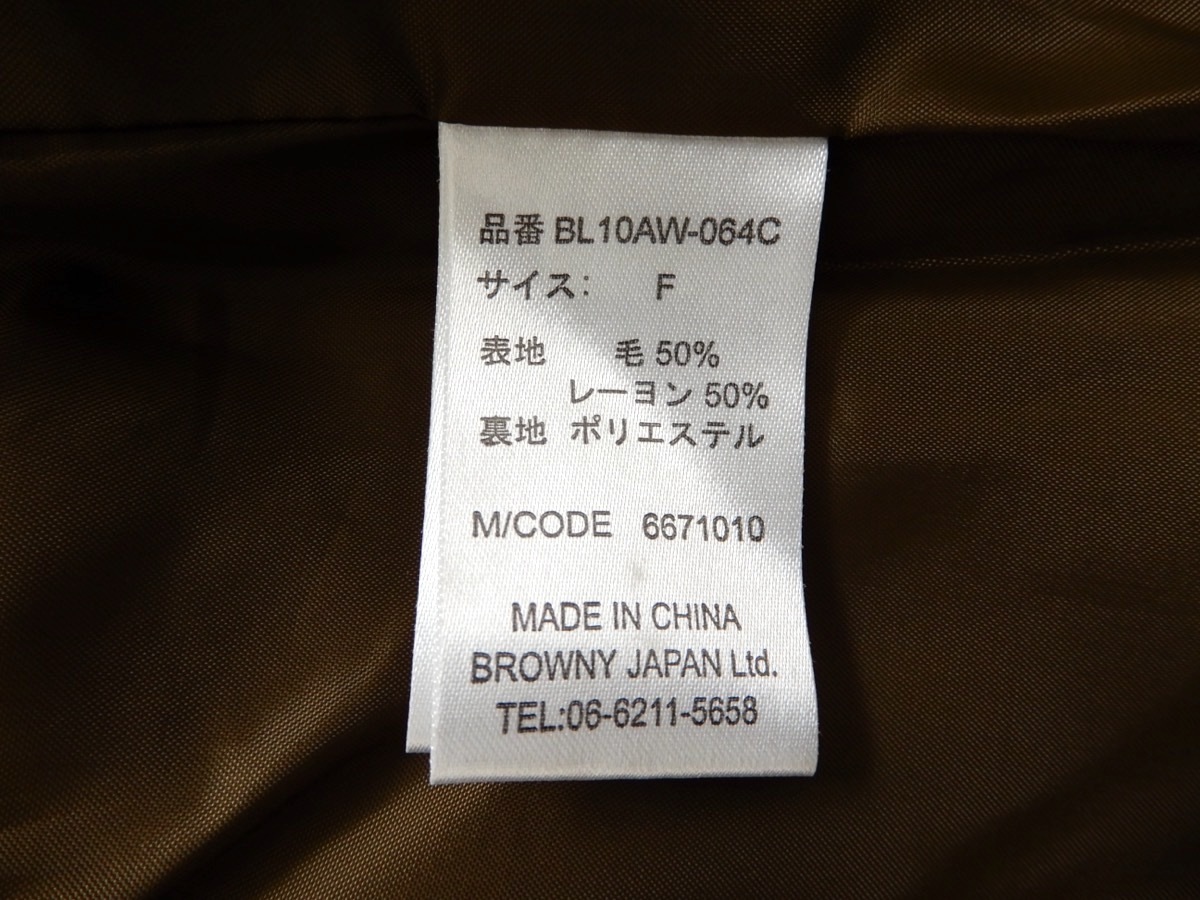 品番 BL10AW-064C
サイズ: F
表地 毛 50%
レーヨン 50%
裏地 ポリエステル
M/CODE 6671010
MADE IN CHINA
BROWNY JAPAN Ltd.
TEL:06-6211-5658